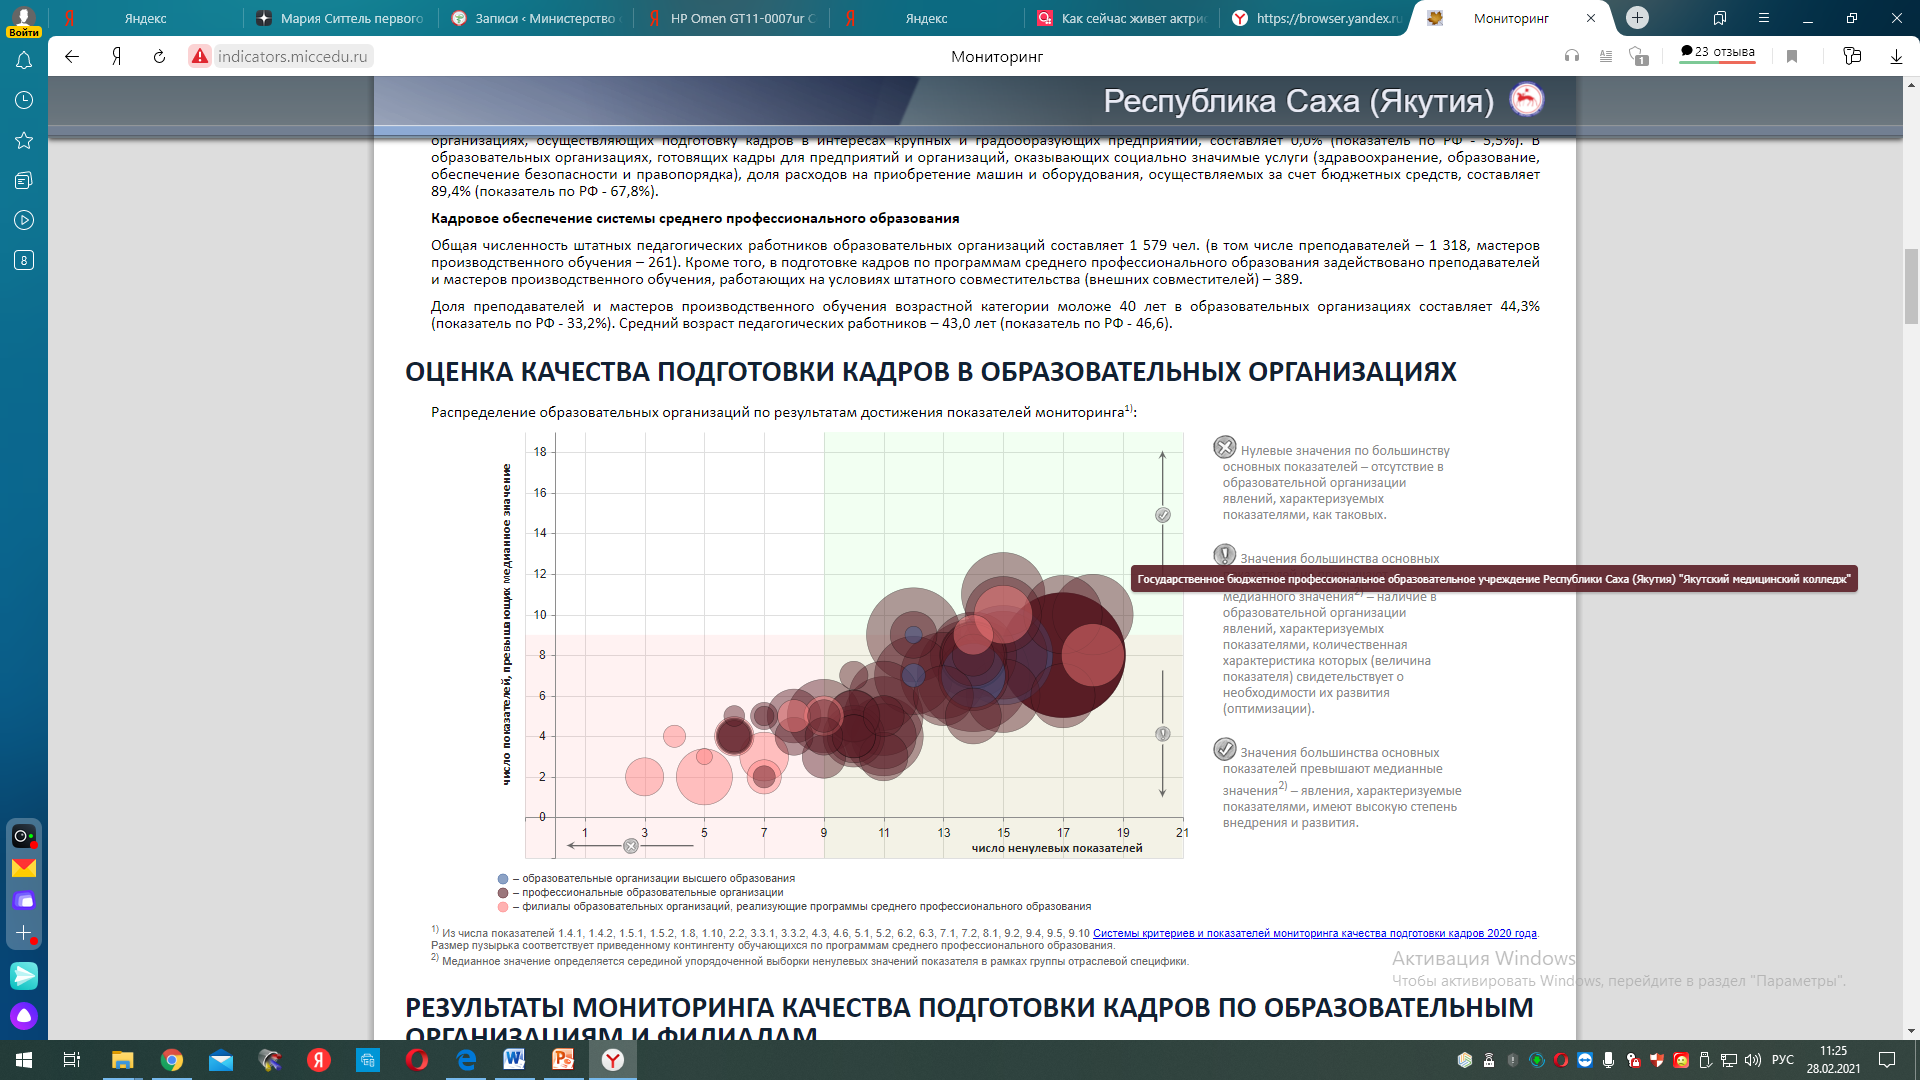 Яндекс
Мария Ситтель первого
Записи ‹ Министерство
HP Omen GT11-0007ur
Яндекс
Как сейчас живет актри
https://browser.yandex.ru
Мониторинг
Войти
indicators.miccedu.ru
Мониторинг
23 отзыва
1
8
Республика Саха (Якутия)
организациях, осуществляющих подготовку кадров в интересах крупных и градообразующих предприятий, составляет 0,0% (показатель по РФ - 5,5%). В
образовательных организациях, готовящих кадры для предприятий и организаций, оказывающих социально значимые услуги (здравоохранение, образование,
обеспечение безопасности и правопорядка), доля расходов на приобретение машин и оборудования, осуществляемых за счет бюджетных средств, составляет
89,4% (показатель по РФ - 67,8%).
Кадровое обеспечение системы среднего профессионального образования
Общая численность штатных педагогических работников образовательных организаций составляет 1 579 чел. (в том числе преподавателей – 1 318, мастеров
производственного обучения – 261). Кроме того, в подготовке кадров по программам среднего профессионального образования задействовано преподавателей
и мастеров производственного обучения, работающих на условиях штатного совместительства (внешних совместителей) – 389.
Доля преподавателей и мастеров производственного обучения возрастной категории моложе 40 лет в образовательных организациях составляет 44,3%
(показатель по РФ - 33,2%). Средний возраст педагогических работников – 43,0 лет (показатель по РФ - 46,6).
ОЦЕНКА КАЧЕСТВА ПОДГОТОВКИ КАДРОВ В ОБРАЗОВАТЕЛЬНЫХ ОРГАНИЗАЦИЯХ
Распределение образовательных организаций по результатам достижения показателей мониторинга1):
число показателей, превышающих медианное значение
18
16
14
12
10
8
6
4
2
0
1 3 5 7 9 11 13 15 17 19 21
число ненулевых показателей
Нулевые значения по большинству
основных показателей – отсутствие в
образовательной организации
явлений, характеризуемых
показателями, как таковых.
Значения большинства основных
Государственное бюджетное профессиональное образовательное учреждение Республики Саха (Якутия) "Якутский медицинский колледж"
медианного значения2) – наличие в
образовательной организации
явлений, характеризуемых
показателями, количественная
характеристика которых (величина
показателя) свидетельствует о
необходимости их развития
(оптимизации).
Значения большинства основных
показателей превышают медианные
значения2) – явления, характеризуемые
показателями, имеют высокую степень
внедрения и развития.
– образовательные организации высшего образования
– профессиональные образовательные организации
– филиалы образовательных организаций, реализующие программы среднего профессионального образования
1) Из числа показателей 1.4.1, 1.4.2, 1.5.1, 1.5.2, 1.8, 1.10, 2.2, 3.3.1, 3.3.2, 4.3, 4.6, 5.1, 5.2, 6.2, 6.3, 7.1, 7.2, 8.1, 9.2, 9.4, 9.5, 9.10 Системы критериев и показателей мониторинга качества подготовки кадров 2020 года.
Размер пузырька соответствует приведенному контингенту обучающихся по программам среднего профессионального образования.
2) Медианное значение определяется серединой упорядоченной выборки ненулевых значений показателя в рамках группы отраслевой специфики.
Активация Windows
Чтобы активировать Windows, перейдите в раздел "Параметры".
РЕЗУЛЬТАТЫ МОНИТОРИНГА КАЧЕСТВА ПОДГОТОВКИ КАДРОВ ПО ОБРАЗОВАТЕЛЬНЫМ
ОРГАНИЗАЦИЯМ И ФИЛИАЛАМ
РУС
11:25
28.02.2021